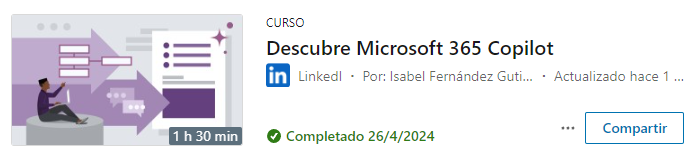 CURSO
Descubre Microsoft 365 Copilot
in LinkedI · Por: Isabel Fernández Guti... · Actualizado hace 1 ...
1 h 30 min
Completado 26/4/2024
... Compartir